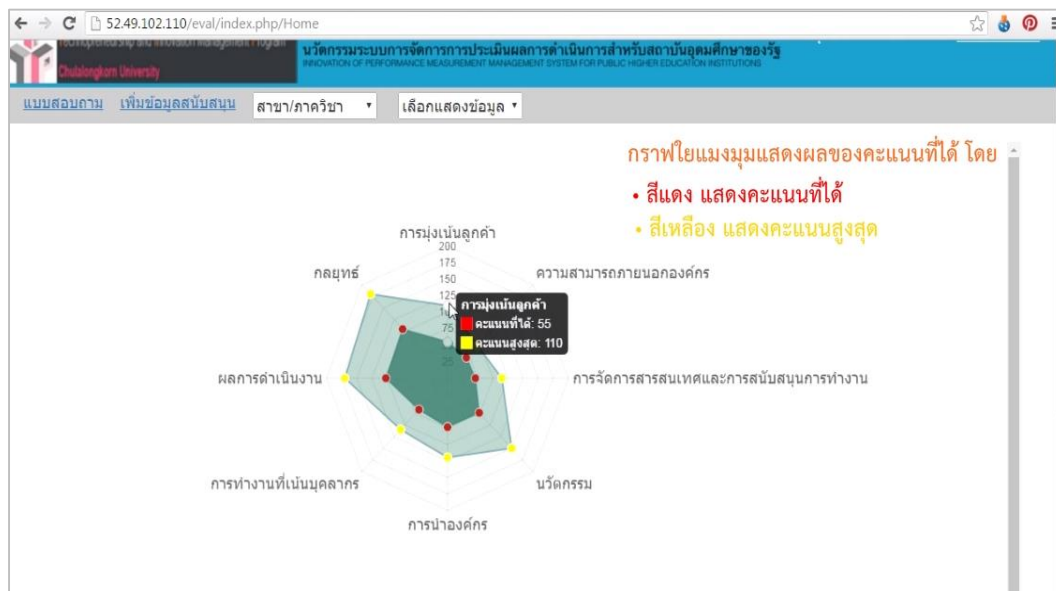 52.49.102.110/eval/index.php/Home
Technopreneurship and Innovation Management Program
Chulalongkorn University
นวัตกรรมระบบการจัดการการประเมินผลการดำเนินการสำหรับสถาบันอุดมศึกษาของรัฐ
INNOVATION OF PERFORMANCE MEASUREMENT MANAGEMENT SYSTEM FOR PUBLIC HIGHER EDUCATION INSTITUTIONS
แบบสอบถาม เพิ่มข้อมูลสนับสนุน สาขา/ภาควิชา เลือกแสดงข้อมูล
กราฟใยแมงมุมแสดงผลของคะแนนที่ได้ โดย
• สีแดง แสดงคะแนนที่ได้
• สีเหลือง แสดงคะแนนสูงสุด
การมุ่งเน้นลูกค้า
200
175
150
125
75
25
กลยุทธ์
ความสามารถภายนอกองค์กร
การมุ่งเน้นลูกค้า
คะแนนที่ได้: 55
คะแนนสูงสุด: 110
ผลการดำเนินงาน
การจัดการสารสนเทศและการสนับสนุนการทำงาน
การทำงานที่เน้นบุคลากร
นวัตกรรม
การนำองค์กร